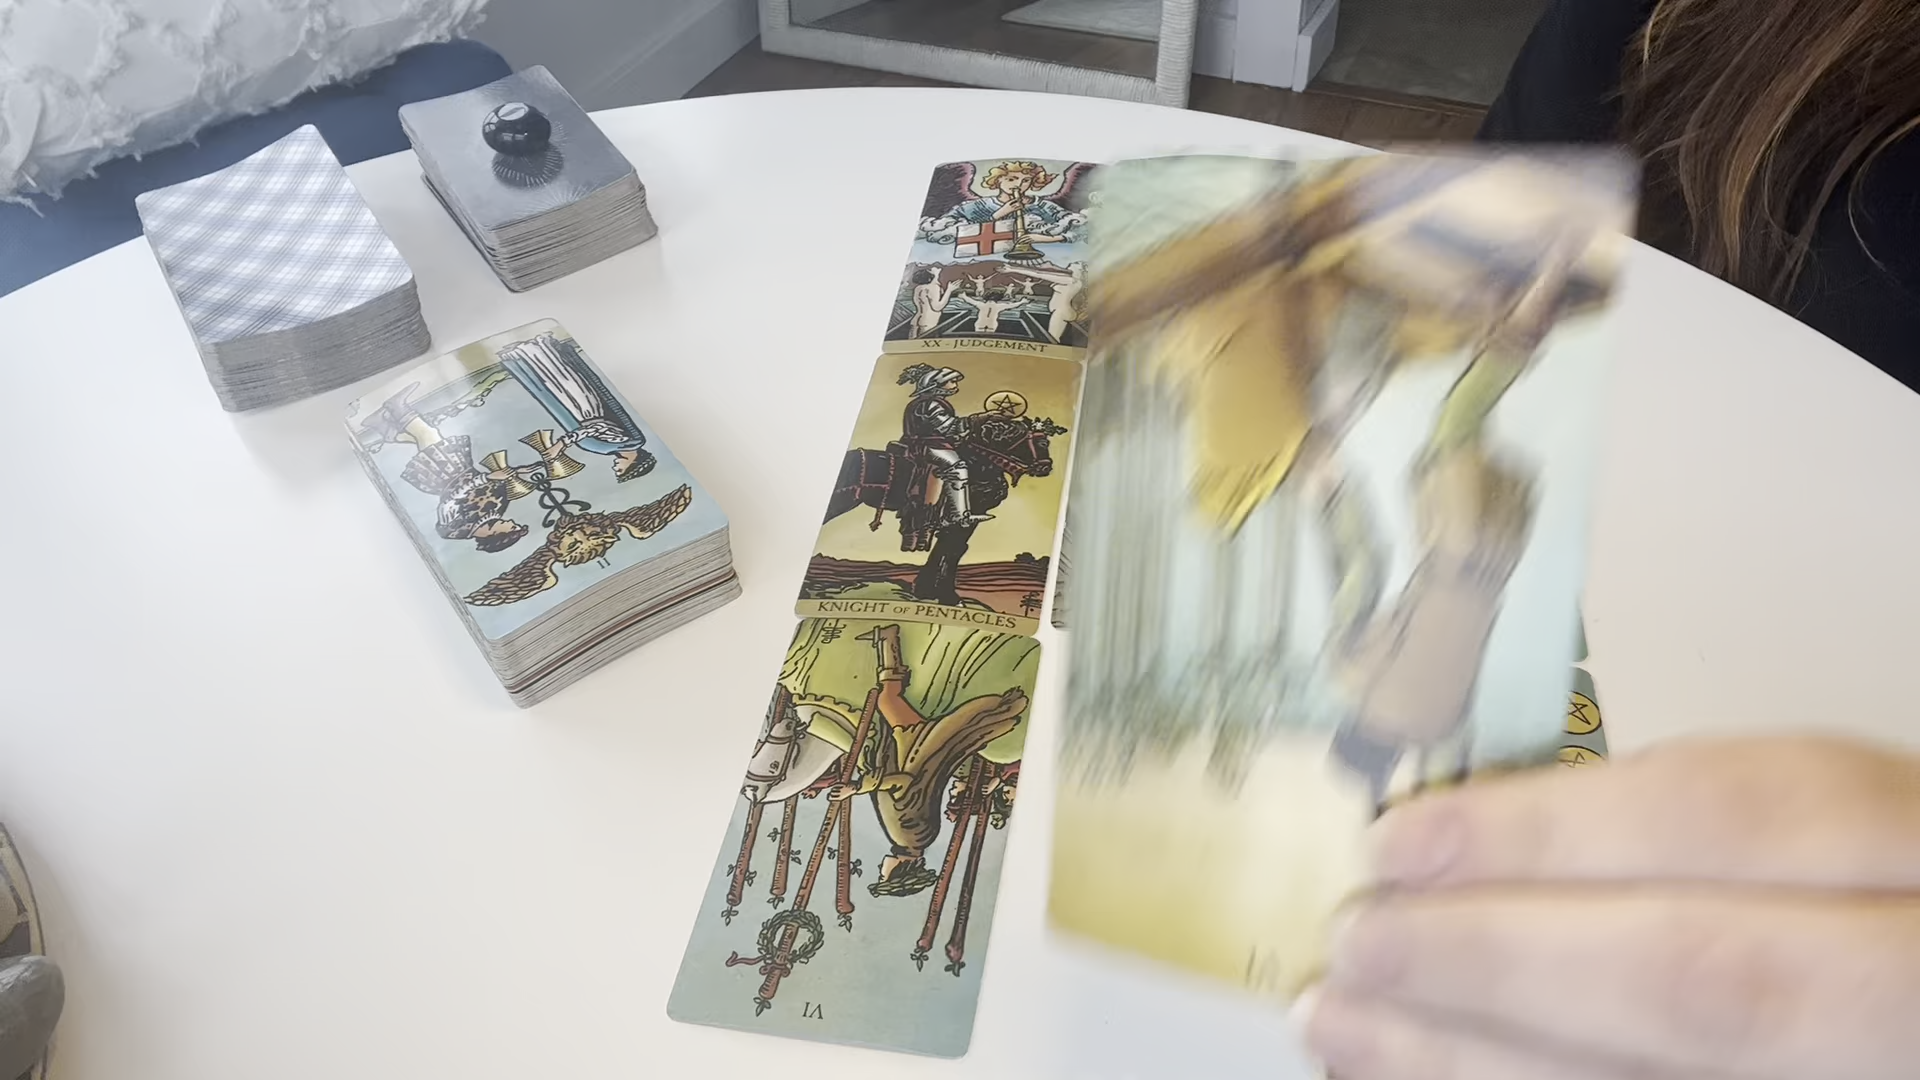 XX - JUDGEMENT
KNIGHT OF PENTACLES
VI
II